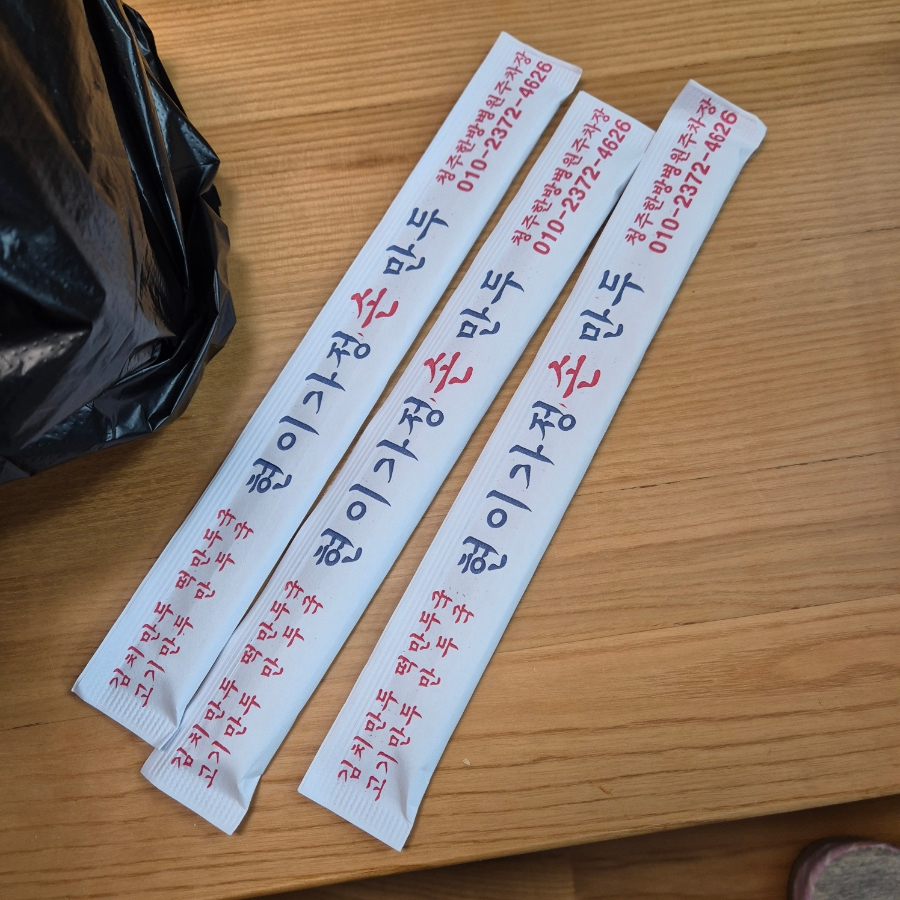 김치만두 떡만두국
고기만두 만두국
현이가정손만두
청주한방병원주차장
010-2372-4626
김치만두 떡만두국
고기만두 만두국
현이가정손만두
청주한방병원주차장
010-2372-4626
김치만두 떡만두국
고기만두 만두국
현이가정손만두
청주한방병원주차장
010-2372-4626